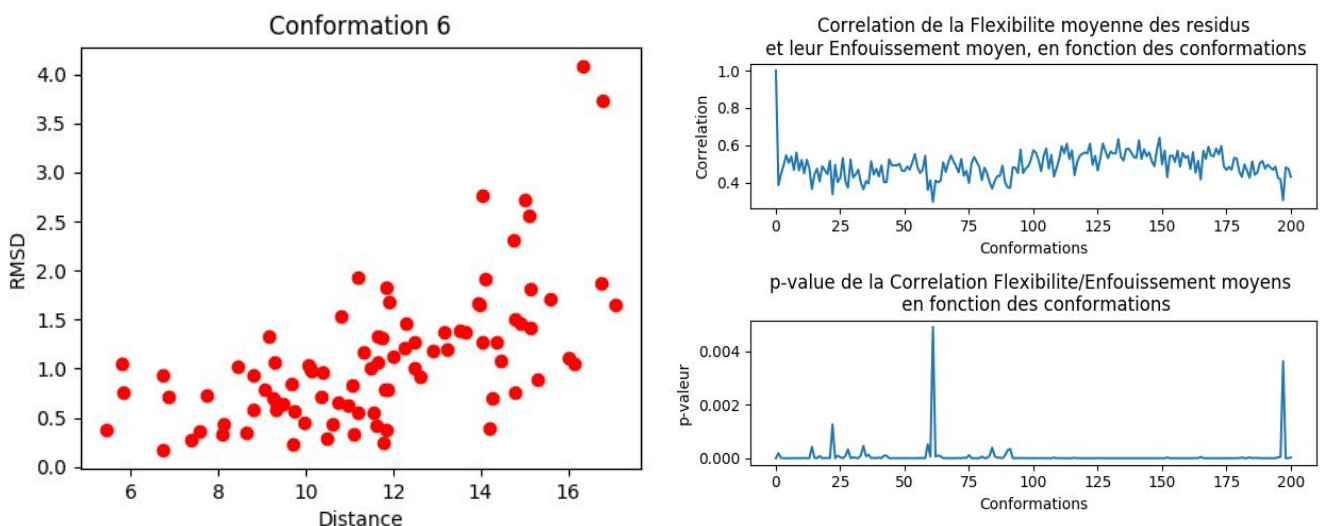 Conformation 6
RMSD
4.0
3.5
3.0
2.5
2.0
1.5
1.0
0.5
0.0
6 8 10 12 14 16
Distance
Correlation de la Flexibilite moyenne des residus
et leur Enfouissement moyen, en fonction des conformations
Correlation
1.0
0.8
0.6
0.4
0 25 50 75 100 125 150 175 200
Conformations
p-value de la Correlation Flexibilite/Enfouissement moyens
en fonction des conformations
p-valeur
0.004
0.002
0.000
0 25 50 75 100 125 150 175 200
Conformations